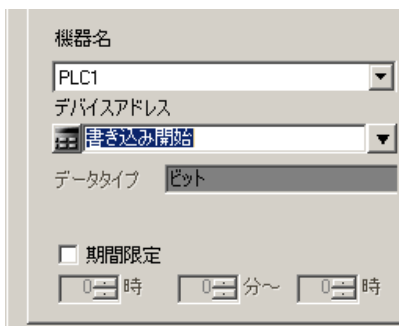 機器名
PLC1
デバイスアドレス
書き込み開始
データタイプ ビット
期間限定
0時 0分～ 0時